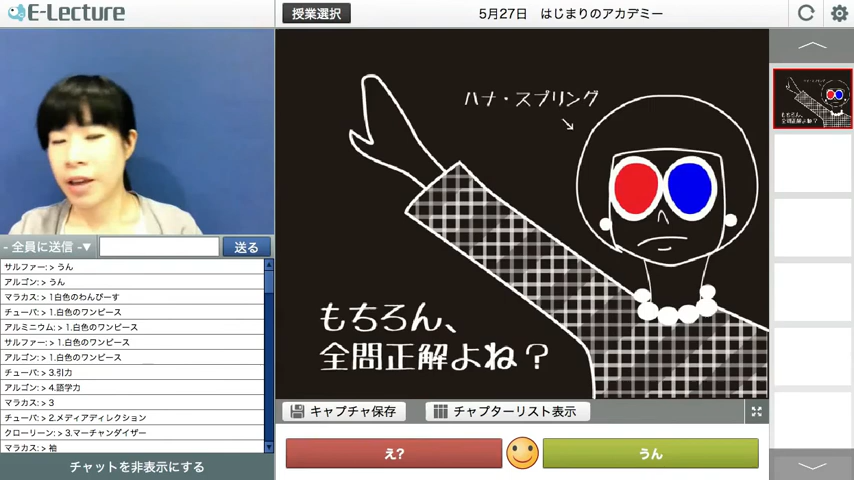 E-Lecture
授業選択
5月27日　はじまりのアカデミー
ハナ・スプリング
もちろん、
全問正解よね？
- 全員に送信 -▼
送る
サルファー: > うん
アルゴン: > うん
マラカス: > 1白色のわんぴーす
チューバ: > 1.白色のワンピース
アルミニウム: > 1.白色のワンピース
サルファー: > 1.白色のワンピース
アルゴン: > 1.白色のワンピース
チューバ: > 3.引力
アルゴン: > 4.語学力
マラカス: > 3
チューバ: > 2.メディアディレクション
クローリーン: > 3.マーチャンダイザー
マラカス: > 袖
チャットを非表示にする
キャプチャ保存
チャプターリスト表示
え?
うん